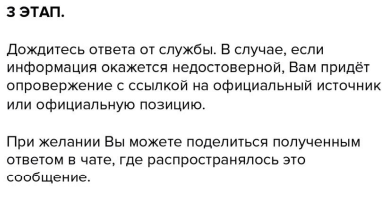 3 ЭТАП.
Дождитесь ответа от службы. В случае, если
информация окажется недостоверной, Вам придёт
опровержение с ссылкой на официальный источник
или официальную позицию.
При желании Вы можете поделиться полученным
ответом в чате, где распространялось это
сообщение.